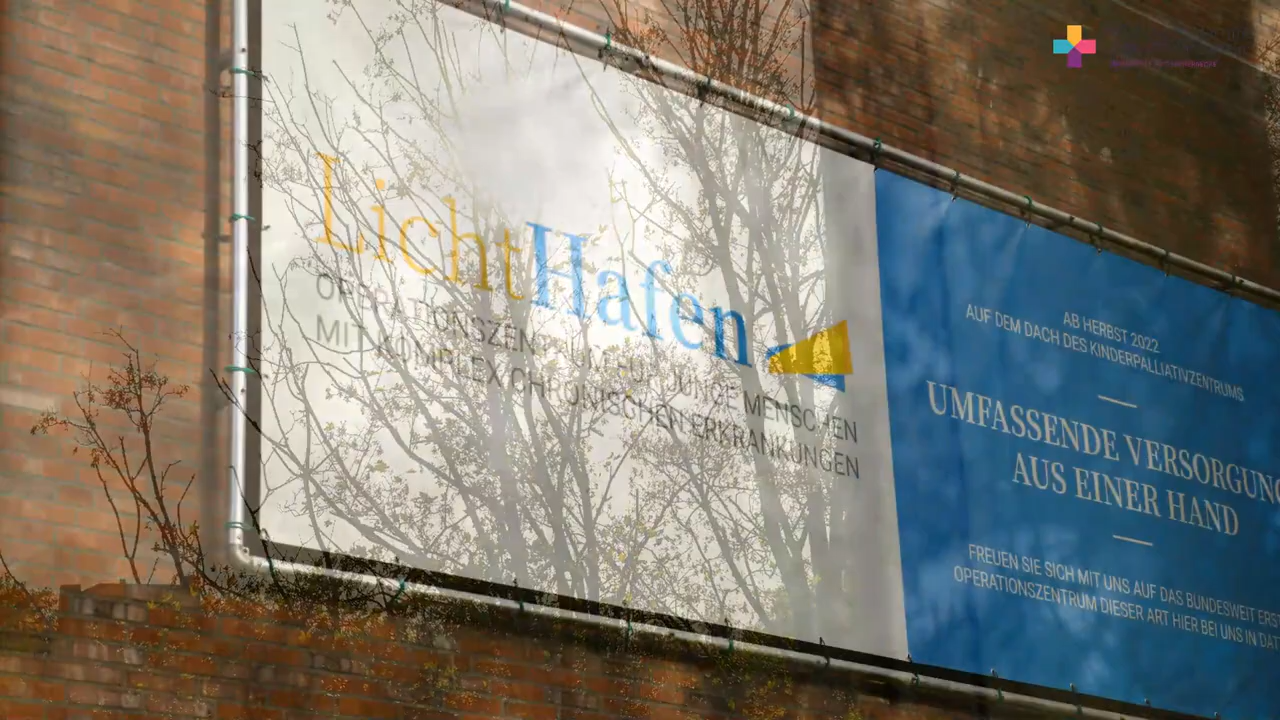 LichtHafen
OPERATIONSZENTRUM FÜR JUNGE MENSCHEN
MIT KOMPLEX CHRONISCHEN ERKRANKUNGEN
AB HERBST 2022
AUF DEM DACH DES KINDERPALLIATIVZENTRUMS
UMFASSENDE VERSORGUNG
AUS EINER HAND
FREUEN SIE SICH MIT UNS AUF DAS BUNDESWEIT ERS
OPERATIONSZENTRUM DIESER ART HIER BEI UNS IN DAT